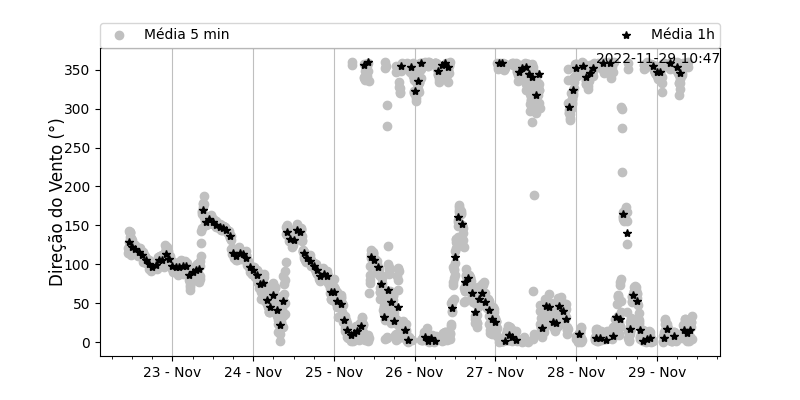 Média 5 min
Média 1h
2022-11-29 10:47
Direção do Vento (°)
350
300
250
200
150
100
50
0
23 - Nov
24 - Nov
25 - Nov
26 - Nov
27 - Nov
28 - Nov
29 - Nov